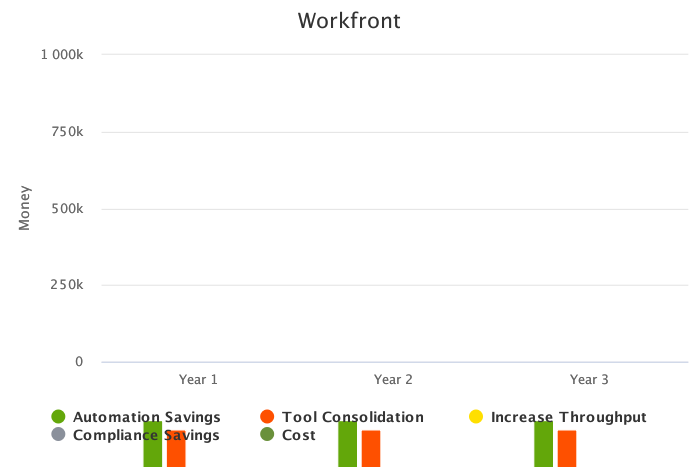 Workfront
1 000k
750k
500k
250k
0
Money
Year 1 Year 2 Year 3
Automation Savings Tool Consolidation Increase Throughput
Compliance Savings Cost